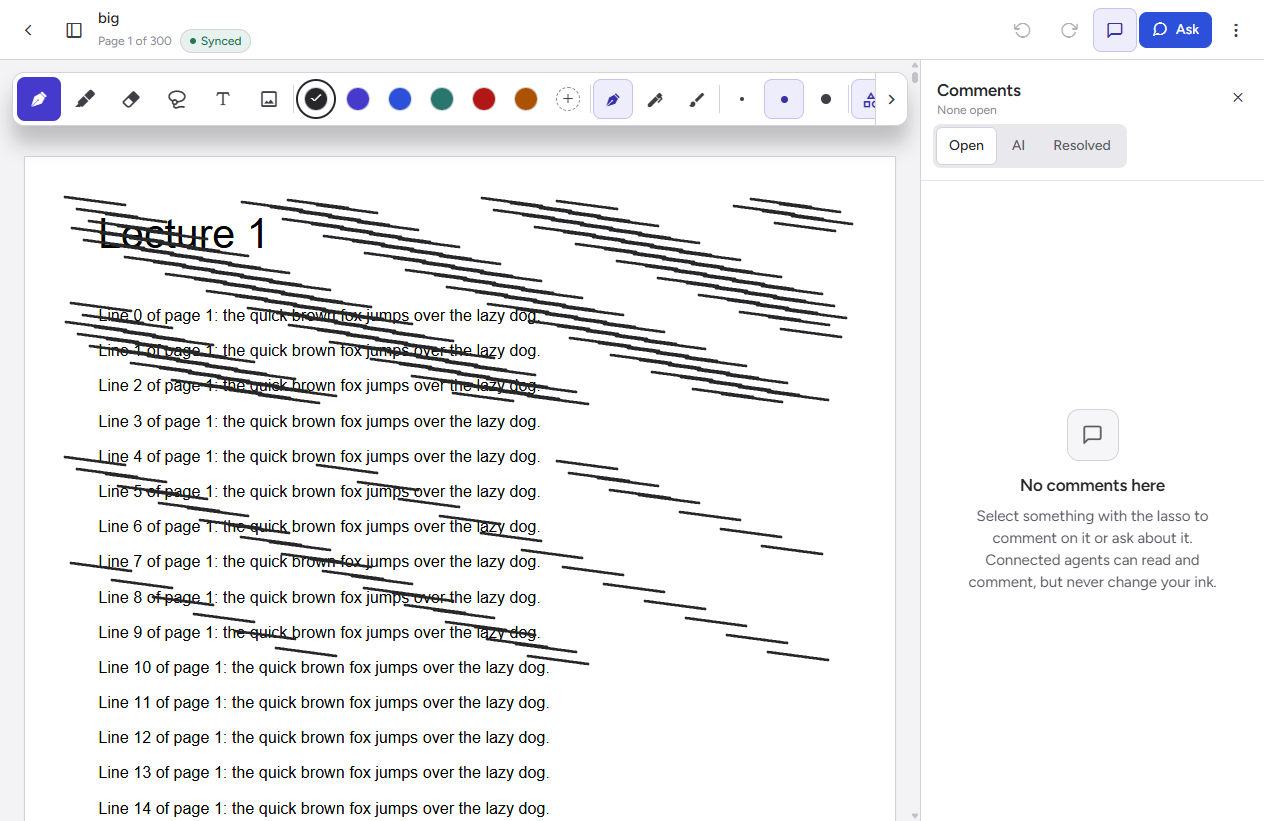 big
Page 1 of 300
Synced
Ask
T
Comments
None open
Open
AI
Resolved
Lecture 1
Line 0 of page 1: the quick brown fox jumps over the lazy dog.
Line 1 of page 1: the quick brown fox jumps over the lazy dog.
Line 2 of page 1: the quick brown fox jumps over the lazy dog.
Line 3 of page 1: the quick brown fox jumps over the lazy dog.
Line 4 of page 1: the quick brown fox jumps over the lazy dog.
Line 5 of page 1: the quick brown fox jumps over the lazy dog.
Line 6 of page 1: the quick brown fox jumps over the lazy dog.
Line 7 of page 1: the quick brown fox jumps over the lazy dog.
Line 8 of page 1: the quick brown fox jumps over the lazy dog.
Line 9 of page 1: the quick brown fox jumps over the lazy dog.
Line 10 of page 1: the quick brown fox jumps over the lazy dog.
Line 11 of page 1: the quick brown fox jumps over the lazy dog.
Line 12 of page 1: the quick brown fox jumps over the lazy dog.
Line 13 of page 1: the quick brown fox jumps over the lazy dog.
Line 14 of page 1: the quick brown fox jumps over the lazy dog.
No comments here
Select something with the lasso to
comment on it or ask about it.
Connected agents can read and
comment, but never change your ink.